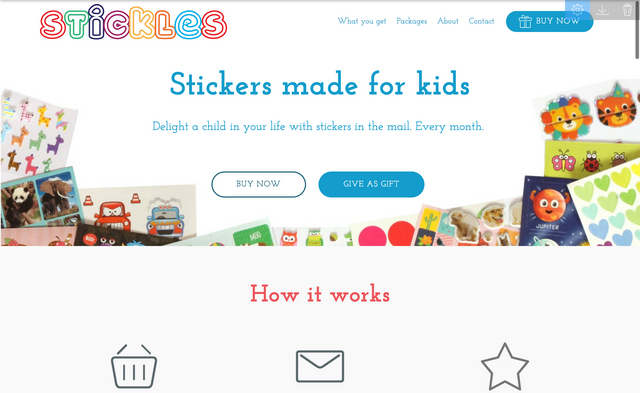 STICKLES
What you get Packages About Contact BUY NOW
Stickers made for kids
Delight a child in your life with stickers in the mail. Every month.
BUY NOW GIVE AS GIFT
MOO
JUPITER
How it works